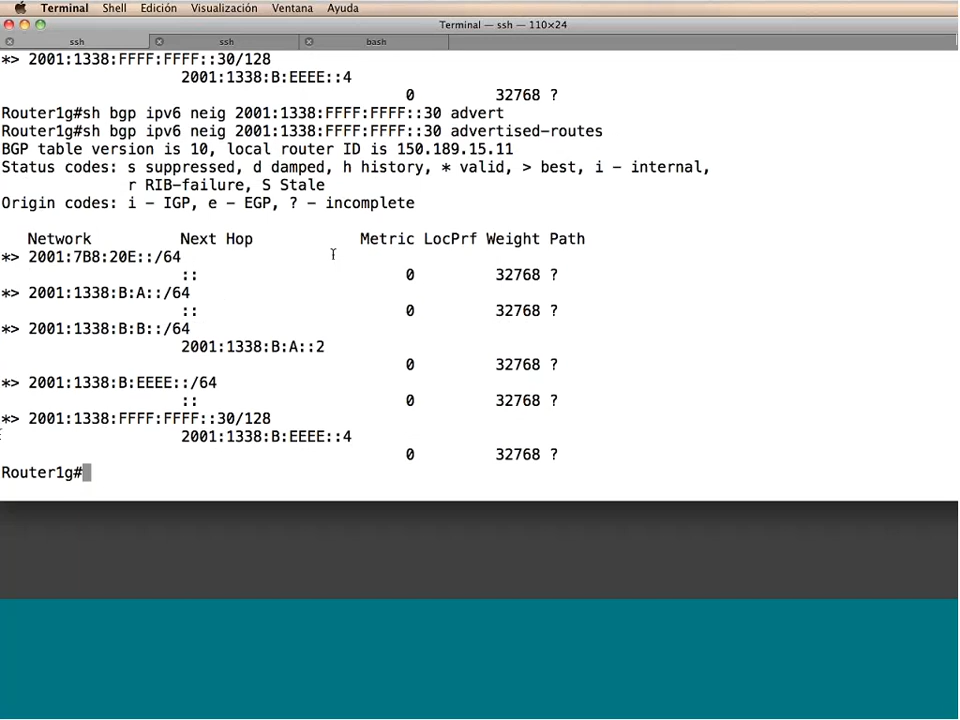 Terminal Shell Edición Visualización Ventana Ayuda
Terminal — ssh — 110×24
ssh ssh bash
*> 2001:1338:FFFF:FFFF::30/128
2001:1338:B:EEEE::4
0 32768 ?
Router1g#sh bgp ipv6 neig 2001:1338:FFFF:FFFF::30 advert
Router1g#sh bgp ipv6 neig 2001:1338:FFFF:FFFF::30 advertised-routes
BGP table version is 10, local router ID is 150.189.15.11
Status codes: s suppressed, d damped, h history, * valid, > best, i - internal,
r RIB-failure, S Stale
Origin codes: i - IGP, e - EGP, ? - incomplete
Network Next Hop Metric LocPrf Weight Path
*> 2001:7B8:20E::/64
:: 0 32768 ?
*> 2001:1338:B:A::/64
:: 0 32768 ?
*> 2001:1338:B:B::/64
2001:1338:B:A::2
0 32768 ?
*> 2001:1338:B:EEEE::/64
:: 0 32768 ?
*> 2001:1338:FFFF:FFFF::30/128
2001:1338:B:EEEE::4
0 32768 ?
Router1g#